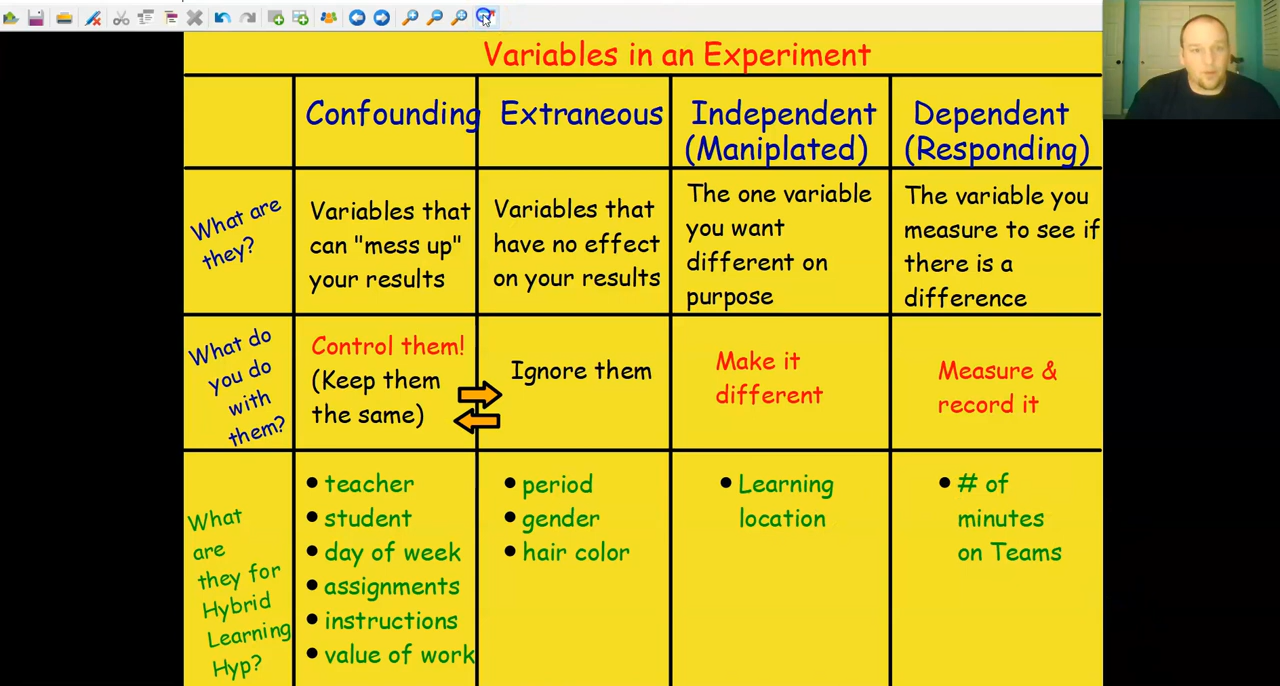 Variables in an Experiment
Confounding
Extraneous
Independent
(Maniplated)
Dependent
(Responding)
What are
they?
Variables that
can "mess up"
your results
Variables that
have no effect
on your results
The one variable
you want
different on
purpose
The variable you
measure to see if
there is a
difference
What do
you do
with
them?
Control them!
(Keep them
the same)
Ignore them
Make it
different
Measure &
record it
What
are
they for
Hybrid
Learning
Hyp?
• teacher
• student
• day of week
• assignments
• instructions
• value of work
• period
• gender
• hair color
• Learning
location
• # of
minutes
on Teams